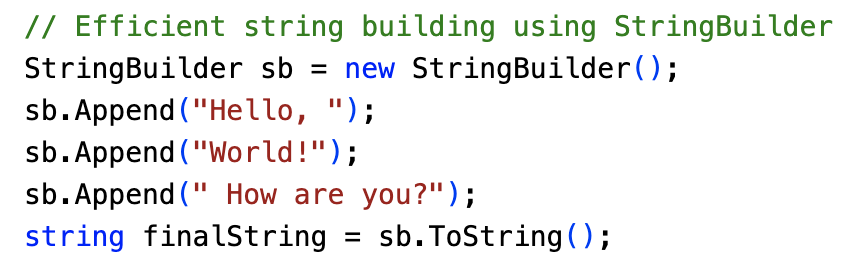 // Efficient string building using StringBuilder
StringBuilder sb = new StringBuilder();
sb.Append("Hello, ");
sb.Append("World!");
sb.Append(" How are you?");
string finalString = sb.ToString();